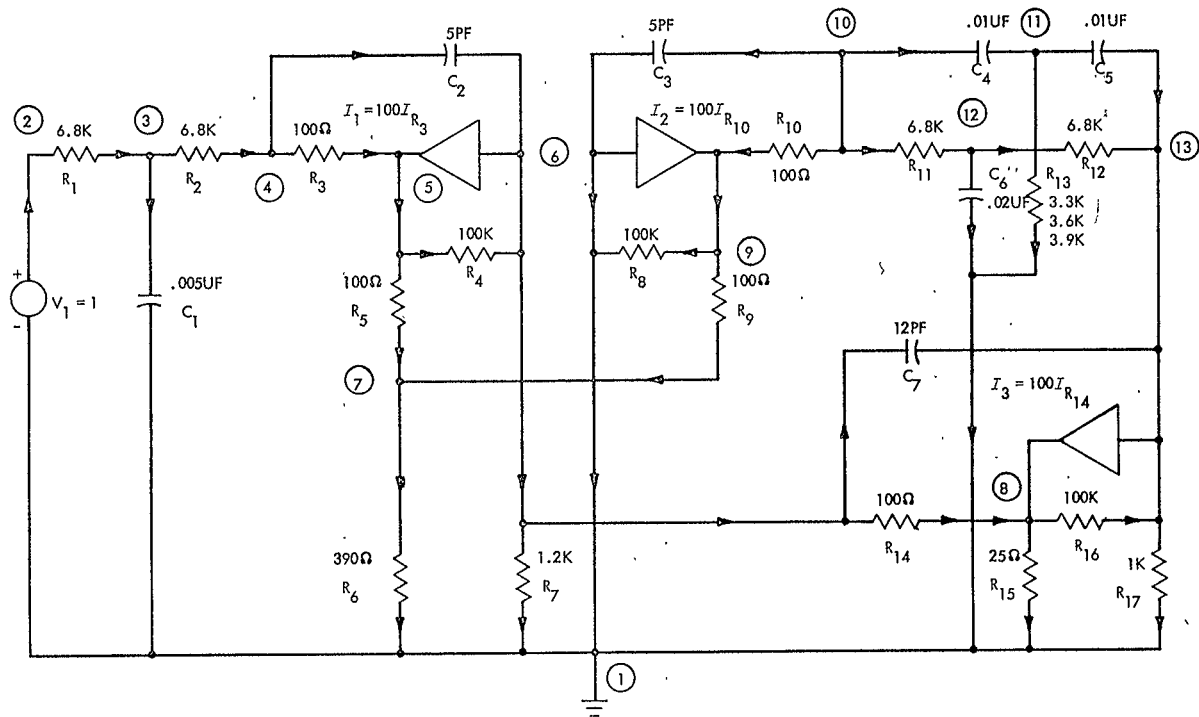 5PF
C2
5PF
C3
10
.01UF
C4
11
.01UF
C5
2
6.8K
R1
3
6.8K
R2
4
100Ω
R3
I1 = 100IR3
5
6
I2 = 100IR10
R10
100Ω
6.8K
R11
12
6.8K
R12
13
C6
.02UF
R13
3.3K
3.6K
3.9K
100K
R4
100K
R8
9
100Ω
R5
100Ω
R9
+
V1 = 1
-
.005UF
C1
7
12PF
C7
I3 = 100IR14
8
100Ω
R14
100K
R16
390Ω
R6
1.2K
R7
25Ω
R15
1K
R17
1